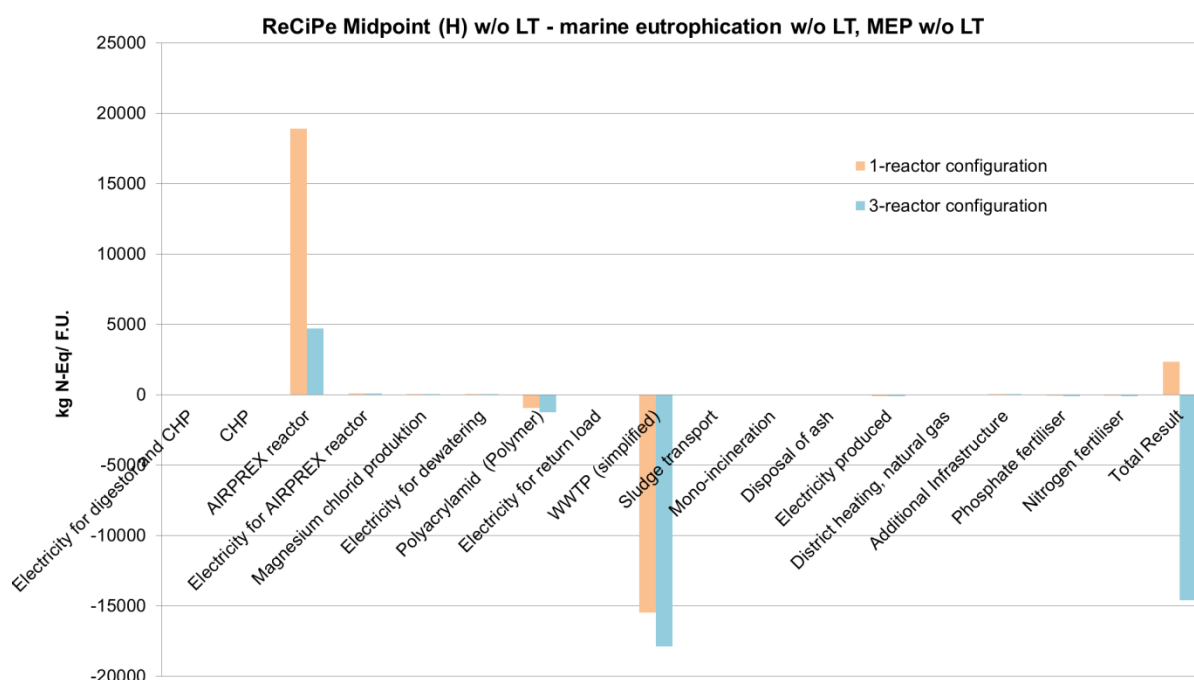 ReCiPe Midpoint (H) w/o LT - marine eutrophication w/o LT, MEP w/o LT
25000
20000
15000
10000
5000
0
-5000
-10000
-15000
-20000
kg N-Eq/ F.U.
1-reactor configuration
3-reactor configuration
Electricity for digestor and CHP
CHP
AIRPREX reactor
Electricity for AIRPREX reactor
Magnesium chlorid produktion
Electricity for dewatering
Polyacrylamid (Polymer)
Electricity for return load
WWTP (simplified)
Sludge transport
Mono-incineration
Disposal of ash
Electricity produced
District heating, natural gas
Additional Infrastructure
Phosphate fertiliser
Nitrogen fertiliser
Total Result